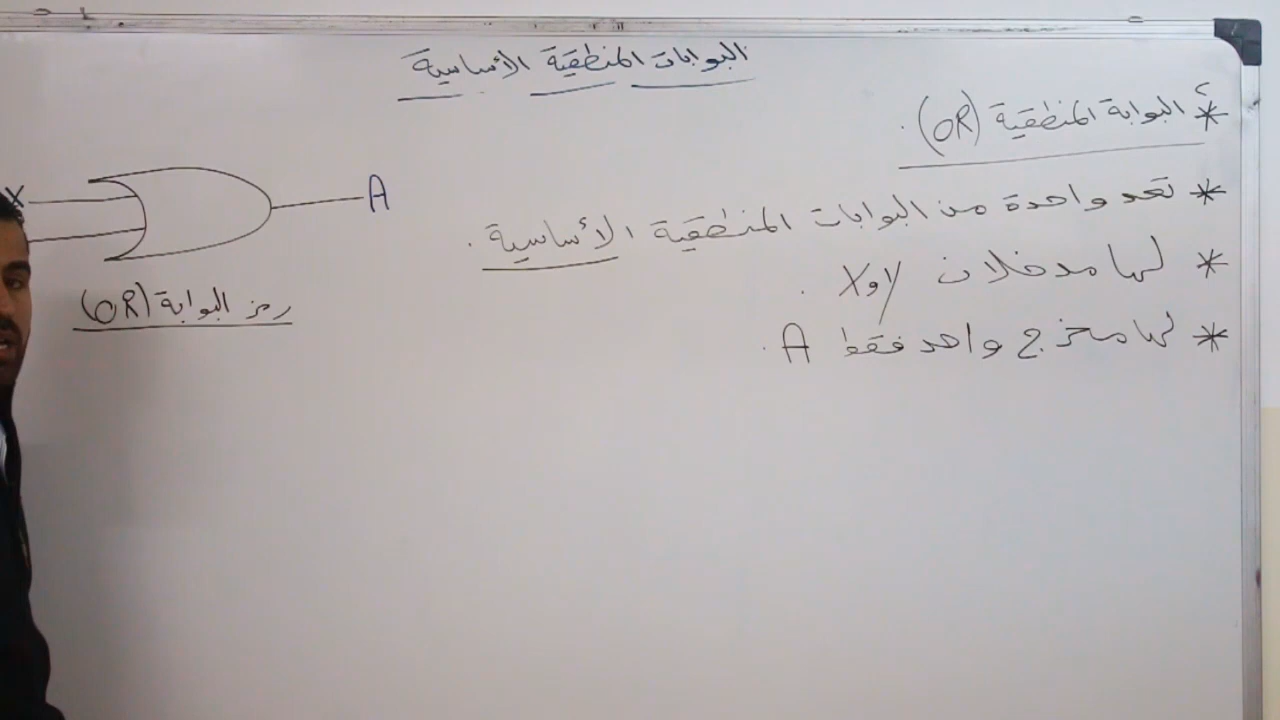 البوابات المنطقية الأساسية
* البوابة المنطقية (OR).
* تعد واحدة من البوابات المنطقية الأساسية.
* لها مدخلان X و y.
* لها مخرج واحد فقط A.
X
A
رمز البوابة (OR)